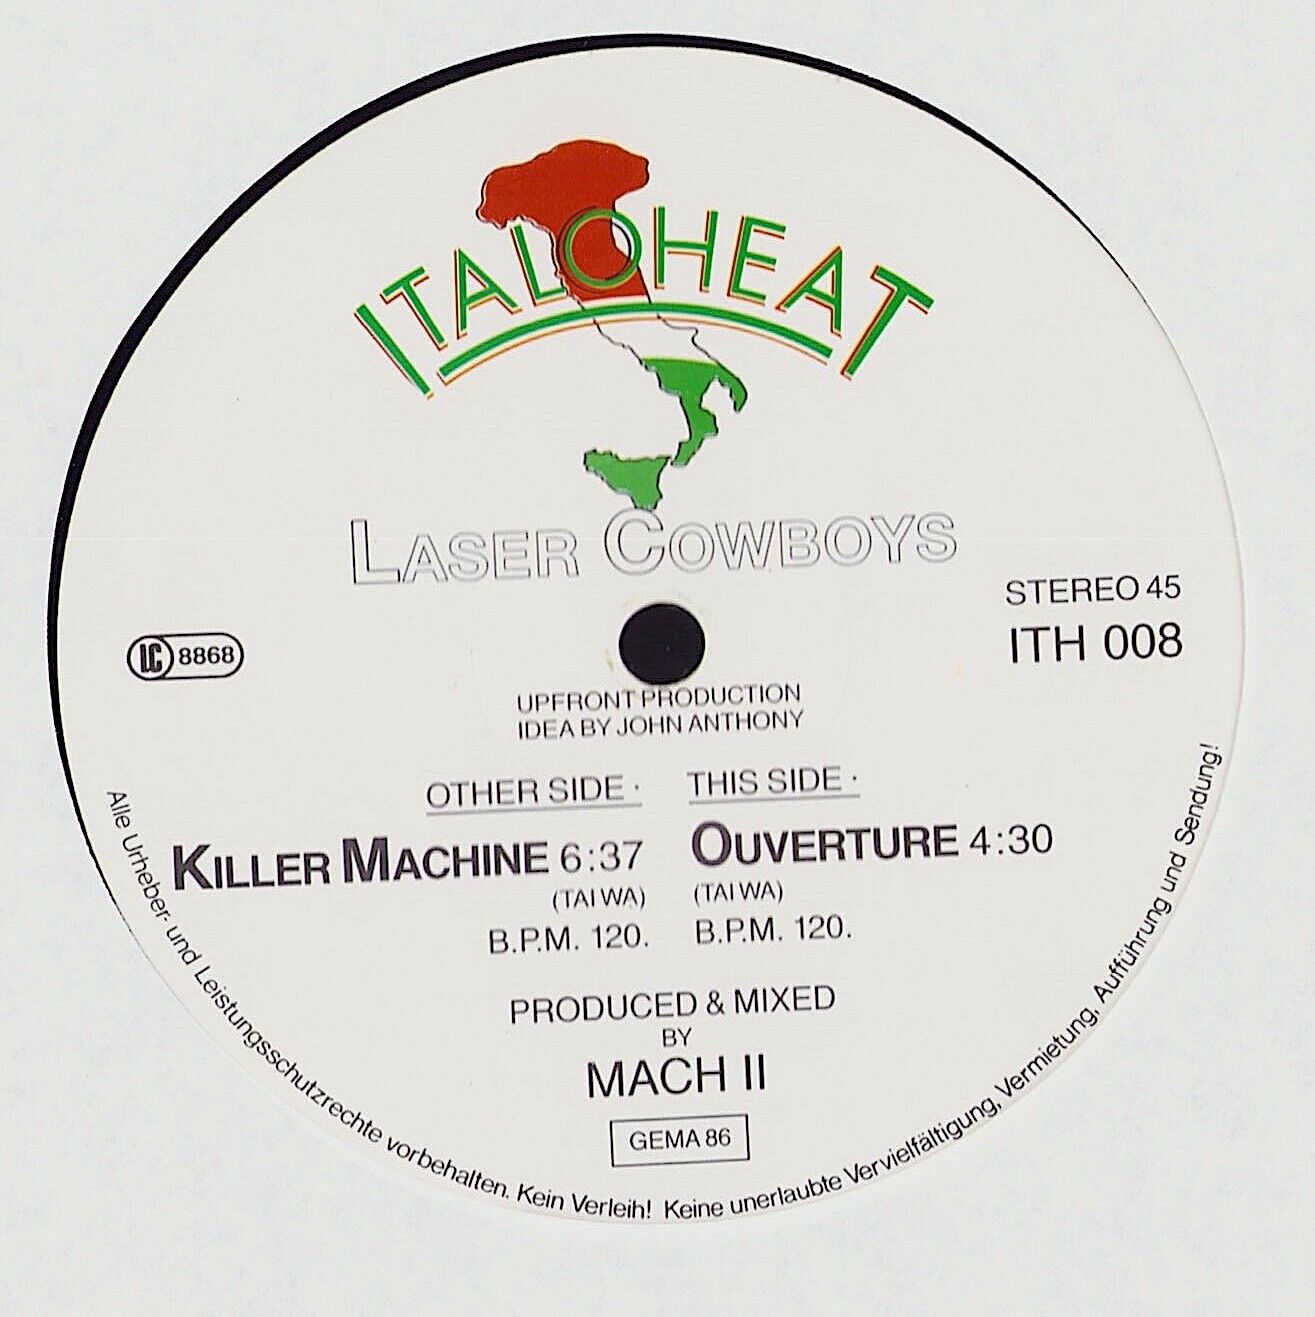 ITALOHEAT
LASER COWBOYS
STEREO 45
ITH 008
LC 8868
UPFRONT PRODUCTION
IDEA BY JOHN ANTHONY
OTHER SIDE ·
KILLER MACHINE 6:37
(TAI WA)
B.P.M. 120.
THIS SIDE ·
OUVERTURE 4:30
(TAI WA)
B.P.M. 120.
PRODUCED & MIXED
BY
MACH II
GEMA 86
Alle Urheber- und Leistungsschutzrechte vorbehalten. Kein Verleih! Keine unerlaubte Vervielfältigung, Vermietung, Aufführung und Sendung!